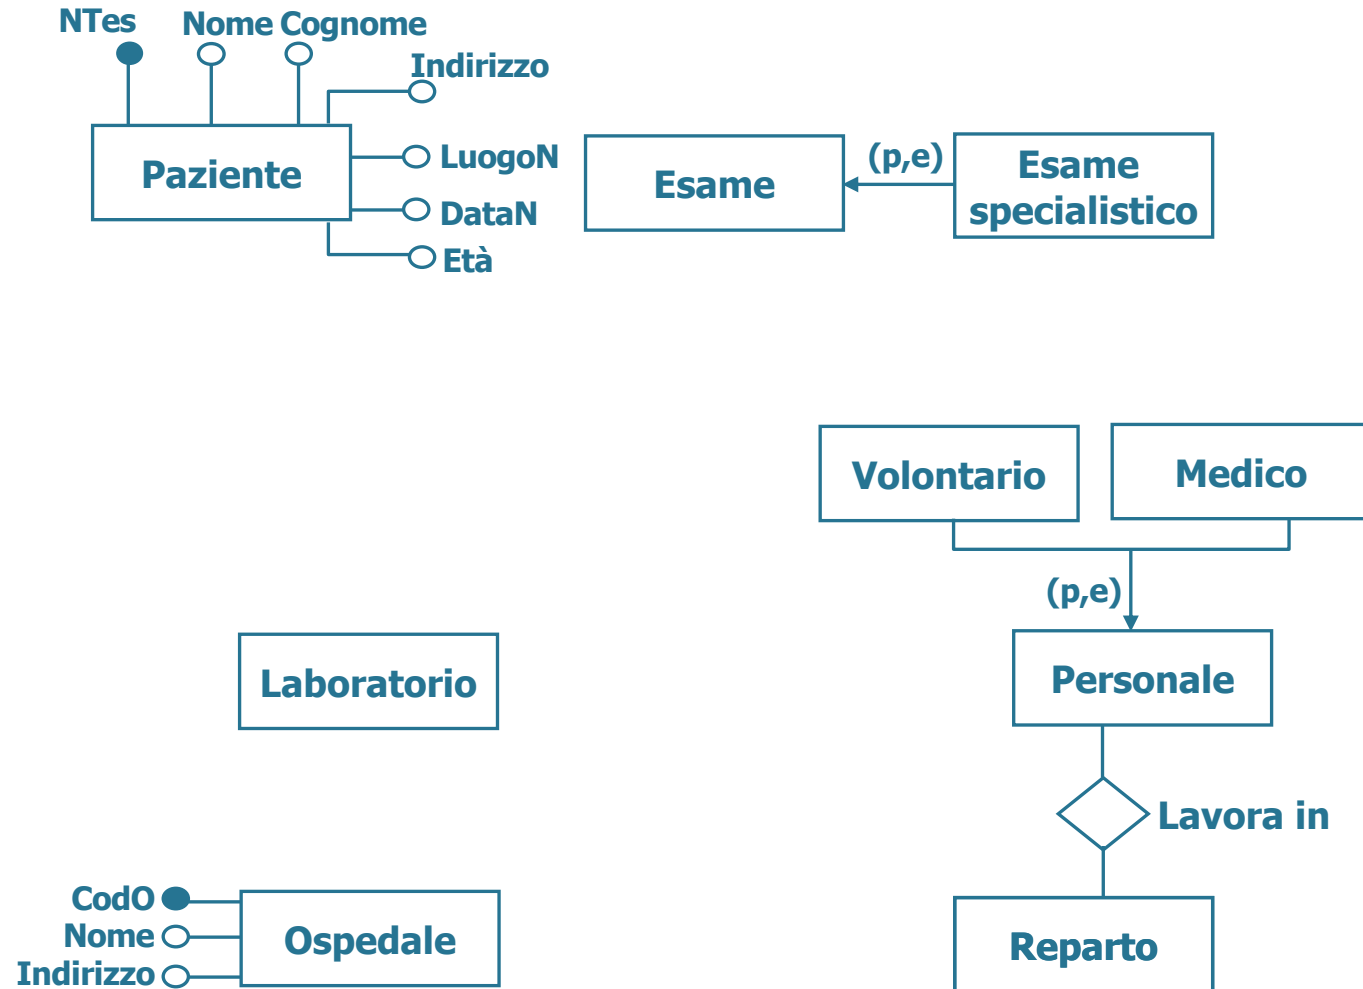 NTes
Nome Cognome
Indirizzo
Paziente
LuogoN
DataN
Età
Esame
(p,e)
Esame
specialistico
Volontario
Medico
(p,e)
Laboratorio
Personale
Lavora in
CodO
Nome
Indirizzo
Ospedale
Reparto